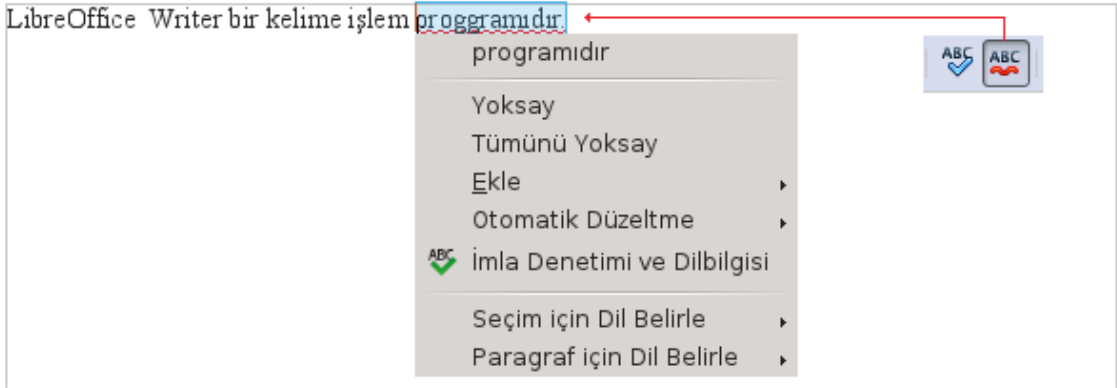 LibreOffice Writer bir kelime işlem proggramıdır.
programıdır
ABC ABC
Yoksay
Tümünü Yoksay
Ekle
Otomatik Düzeltme
ABC İmla Denetimi ve Dilbilgisi
Seçim için Dil Belirle
Paragraf için Dil Belirle